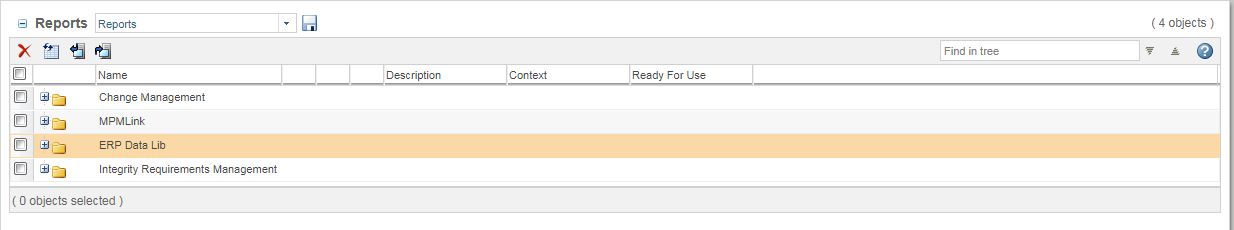 Reports Reports ( 4 objects )
Find in tree
Name Description Context Ready For Use
Change Management
MPMLink
ERP Data Lib
Integrity Requirements Management
( 0 objects selected )